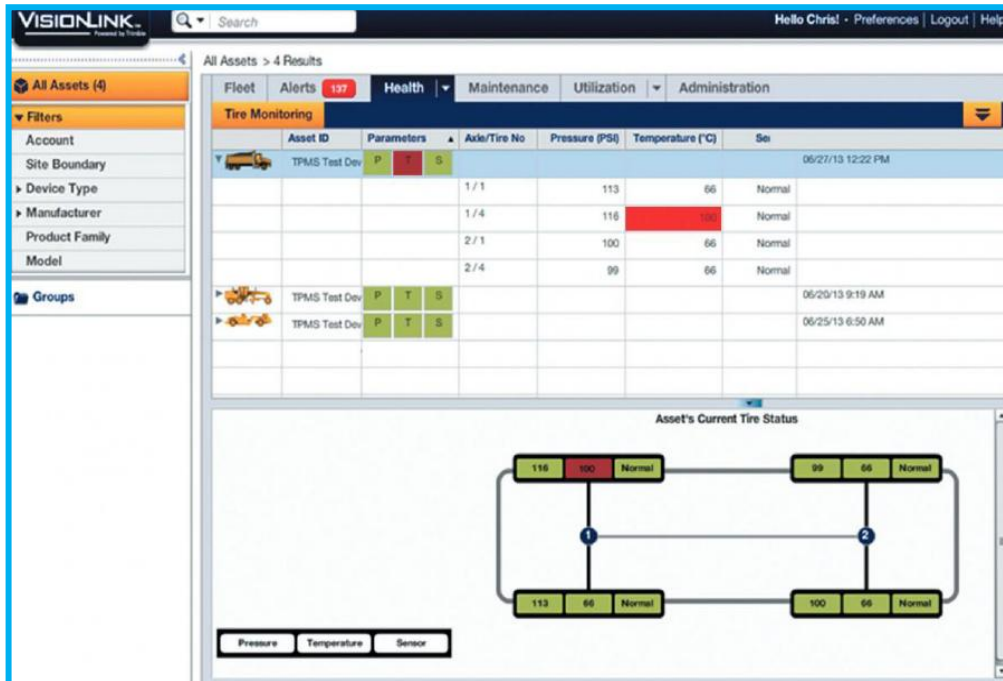 VISIONLINK™
Powered by Trimble
Search
Hello Chris! · Preferences | Logout | Help
All Assets > 4 Results
All Assets (4)
Filters
Account
Site Boundary
Device Type
Manufacturer
Product Family
Model
Groups
Fleet Alerts 137 Health Maintenance Utilization Administration
Tire Monitoring
Asset ID Parameters Axle/Tire No Pressure (PSI) Temperature (°C) Sei
TPMS Test Dev P T S 06/27/13 12:22 PM
1 / 1 113 66 Normal
1 / 4 116 100 Normal
2 / 1 100 66 Normal
2 / 4 99 66 Normal
TPMS Test Dev P T S 06/20/13 9:19 AM
TPMS Test Dev P T S 06/25/13 6:50 AM
Asset's Current Tire Status
116 100 Normal 99 66 Normal
1 2
113 66 Normal 100 66 Normal
Pressure Temperature Sensor